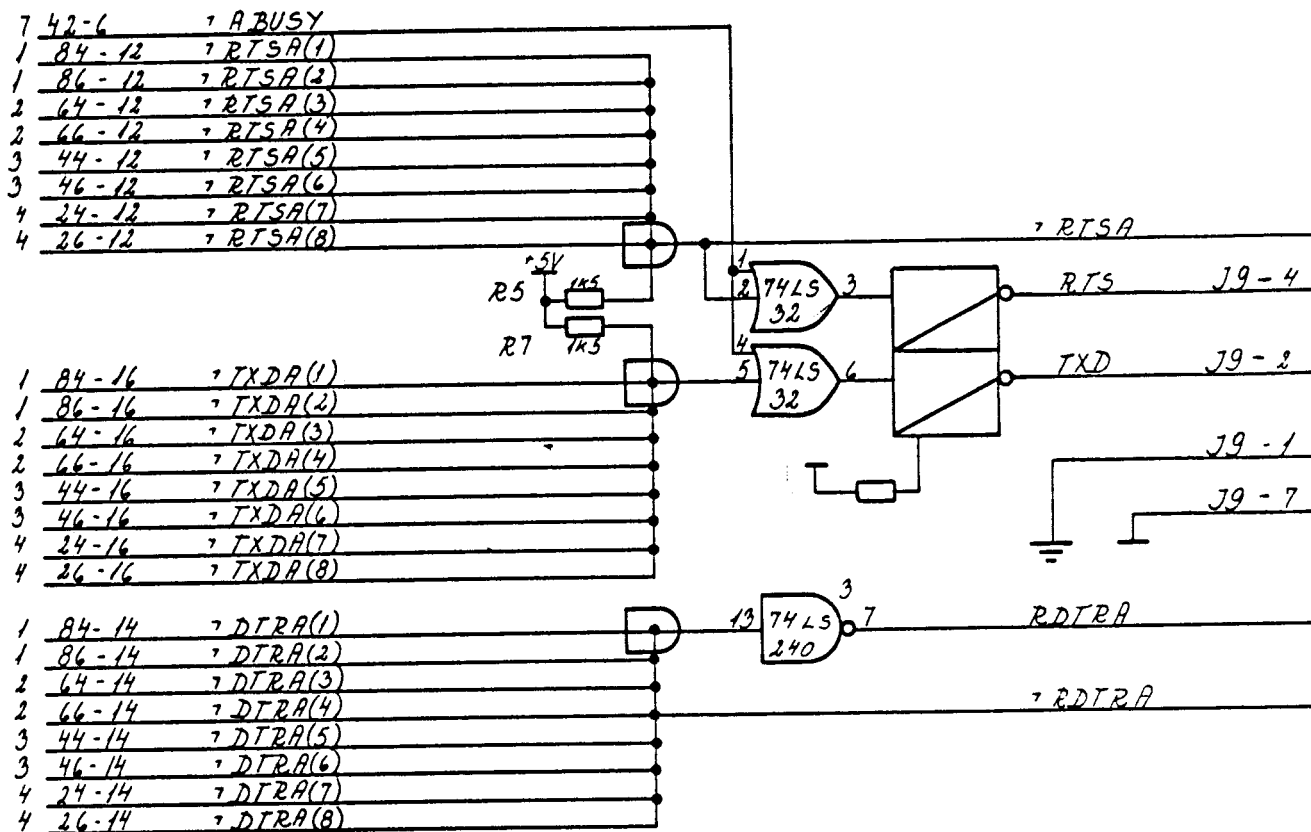 7 42-6 ¬ABUSY
1 84-12 ¬RTSA(1)
1 86-12 ¬RTSA(2)
2 64-12 ¬RTSA(3)
2 66-12 ¬RTSA(4)
3 44-12 ¬RTSA(5)
3 46-12 ¬RTSA(6)
4 24-12 ¬RTSA(7)
4 26-12 ¬RTSA(8)
¬RTSA
+5V
R5 1K5
1
2 74LS 3
32
RTS J9-4
R7 1K5
4
5 74LS 6
32
TXD J9-2
1 84-16 ¬TXDA(1)
1 86-16 ¬TXDA(2)
2 64-16 ¬TXDA(3)
2 66-16 ¬TXDA(4)
3 44-16 ¬TXDA(5)
3 46-16 ¬TXDA(6)
4 24-16 ¬TXDA(7)
4 26-16 ¬TXDA(8)
J9-1
J9-7
1 84-14 ¬DTRA(1)
1 86-14 ¬DTRA(2)
2 64-14 ¬DTRA(3)
2 66-14 ¬DTRA(4)
3 44-14 ¬DTRA(5)
3 46-14 ¬DTRA(6)
4 24-14 ¬DTRA(7)
4 26-14 ¬DTRA(8)
3
13 74LS 7
240
RDTRA
¬RDTRA